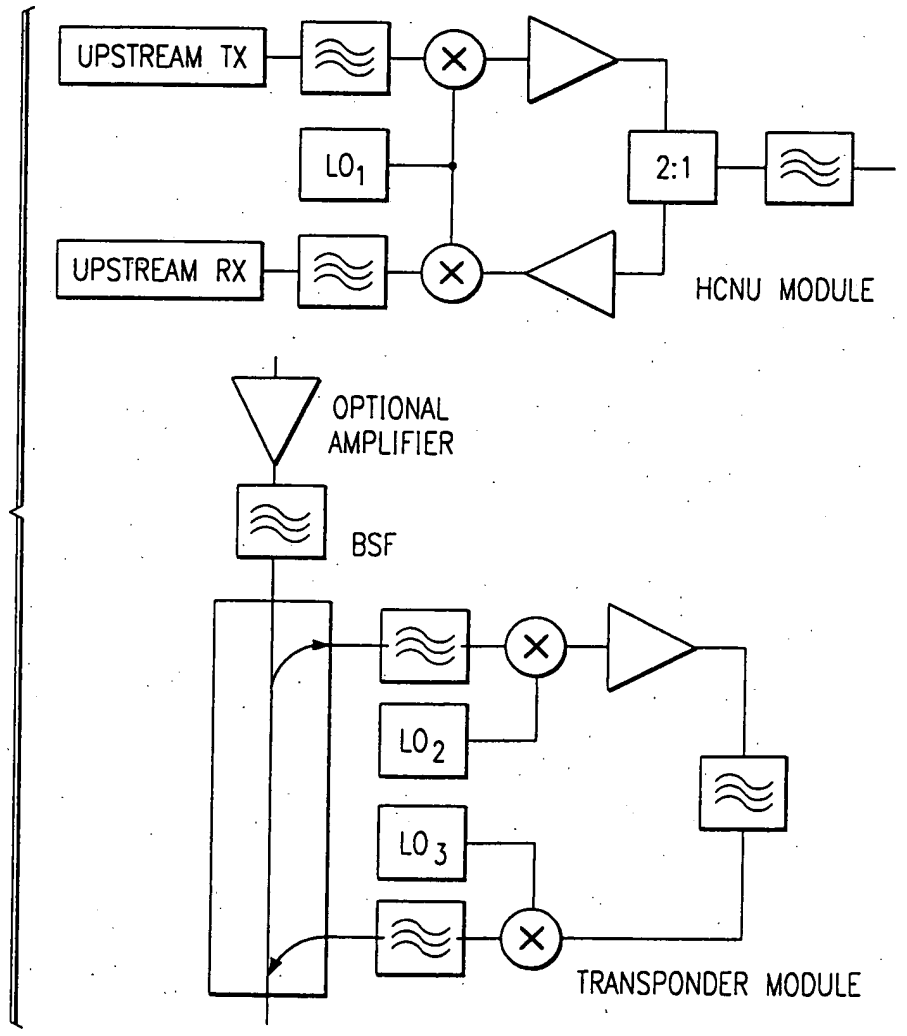 UPSTREAM TX
LO1
2:1
UPSTREAM RX
HCNU MODULE
OPTIONAL
AMPLIFIER
BSF
LO2
LO3
TRANSPONDER MODULE